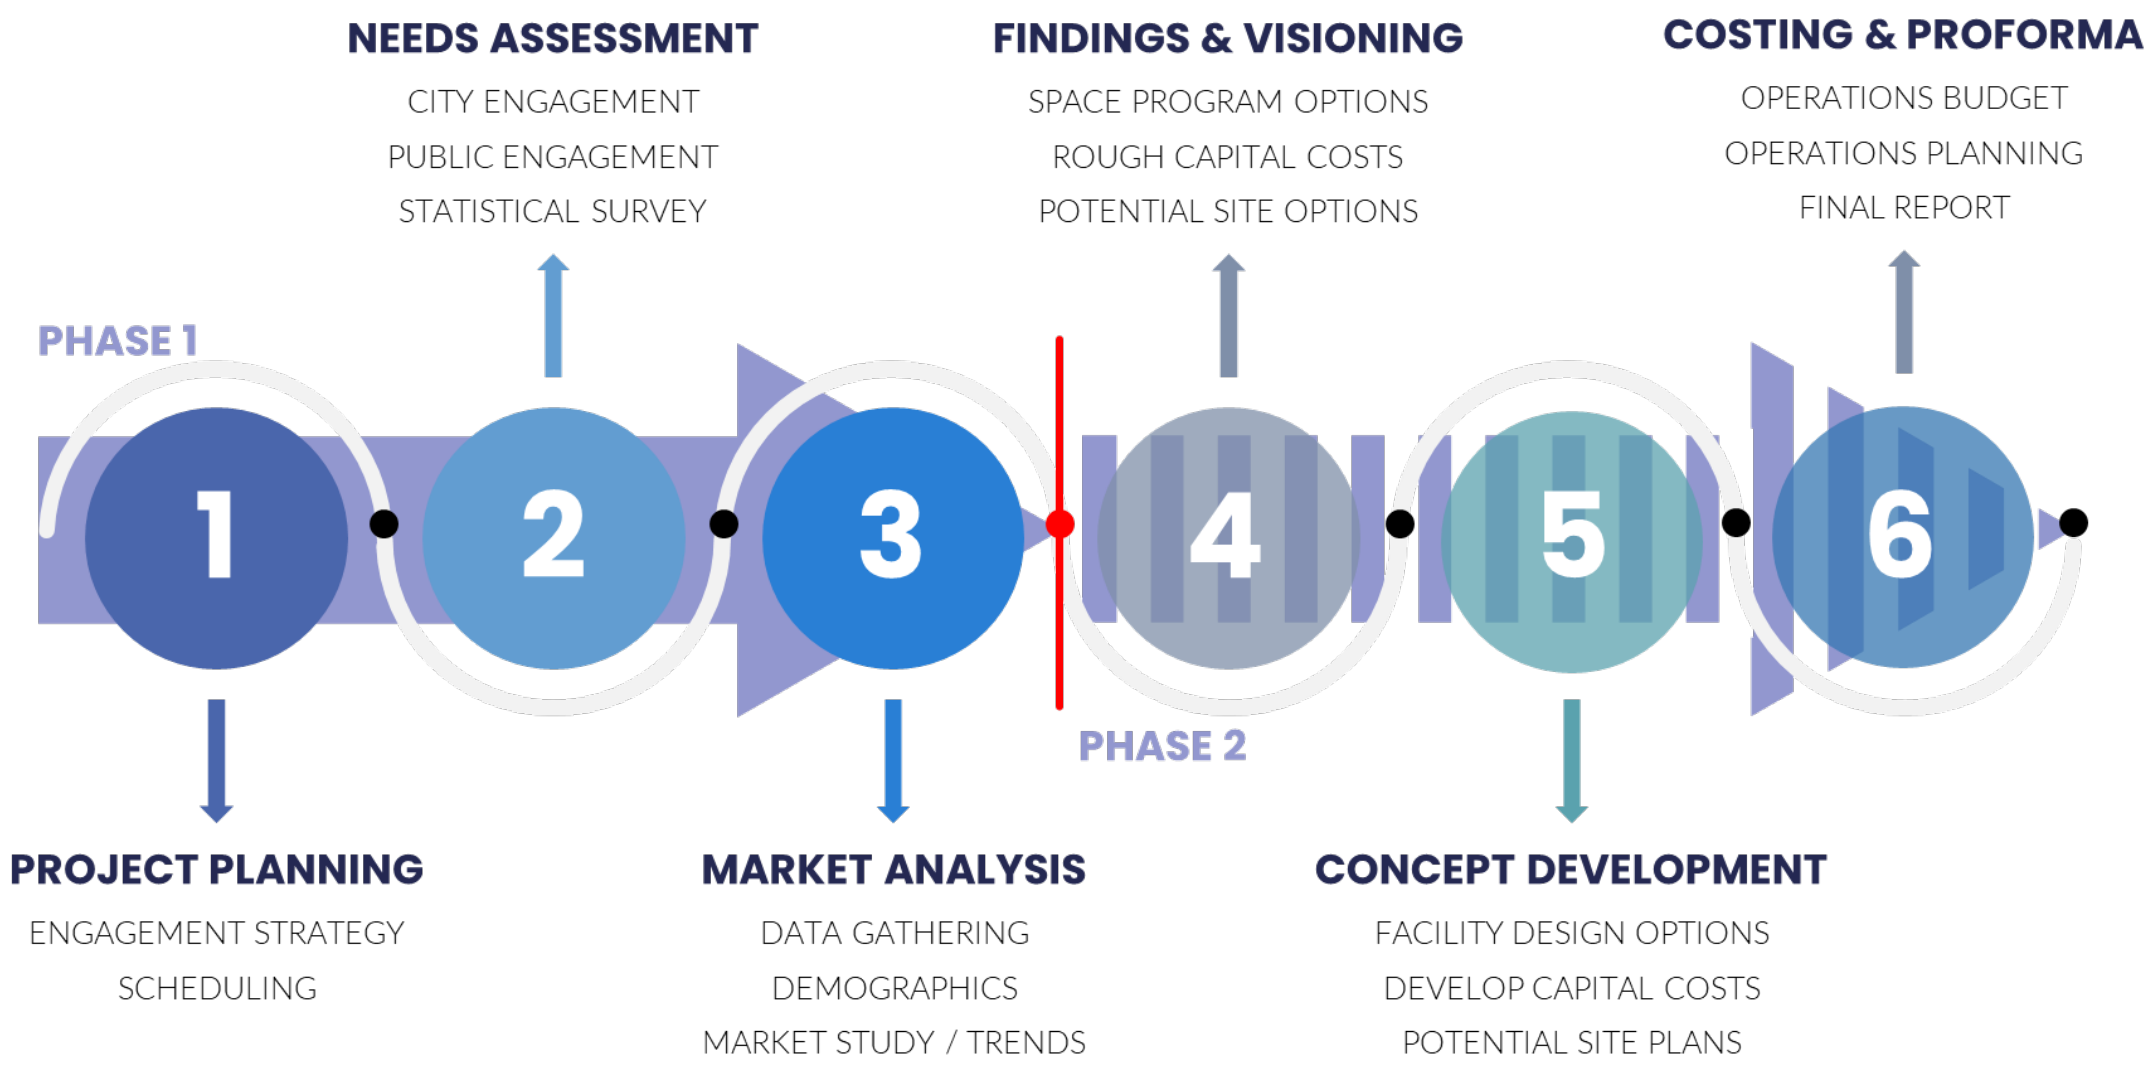 NEEDS ASSESSMENT
CITY ENGAGEMENT
PUBLIC ENGAGEMENT
STATISTICAL SURVEY
FINDINGS & VISIONING
SPACE PROGRAM OPTIONS
ROUGH CAPITAL COSTS
POTENTIAL SITE OPTIONS
COSTING & PROFORMA
OPERATIONS BUDGET
OPERATIONS PLANNING
FINAL REPORT
PHASE 1
1
2
3
4
5
6
PHASE 2
PROJECT PLANNING
ENGAGEMENT STRATEGY
SCHEDULING
MARKET ANALYSIS
DATA GATHERING
DEMOGRAPHICS
MARKET STUDY / TRENDS
CONCEPT DEVELOPMENT
FACILITY DESIGN OPTIONS
DEVELOP CAPITAL COSTS
POTENTIAL SITE PLANS